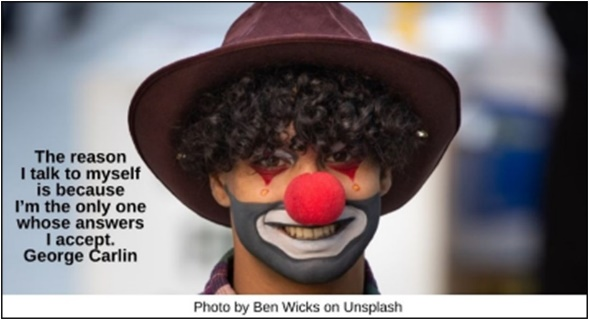 The reason
I talk to myself
is because
I'm the only one
whose answers
I accept.
George Carlin
Photo by Ben Wicks on Unsplash